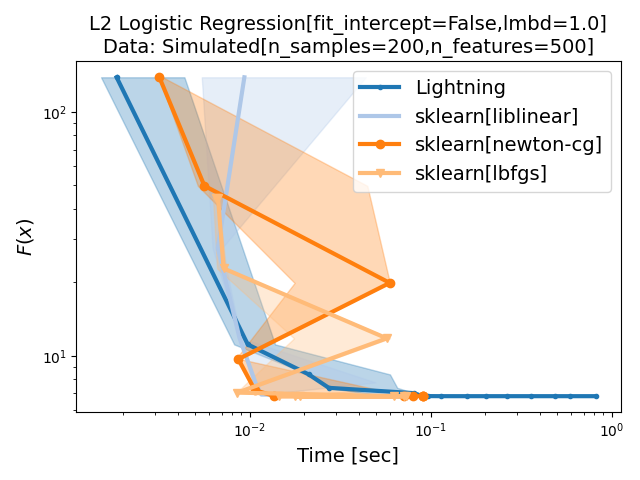 L2 Logistic Regression[fit_intercept=False,lmbd=1.0]
Data: Simulated[n_samples=200,n_features=500]
Lightning
sklearn[liblinear]
sklearn[newton-cg]
sklearn[lbfgs]
F(x)
10²
10¹
10⁻²
10⁻¹
10⁰
Time [sec]